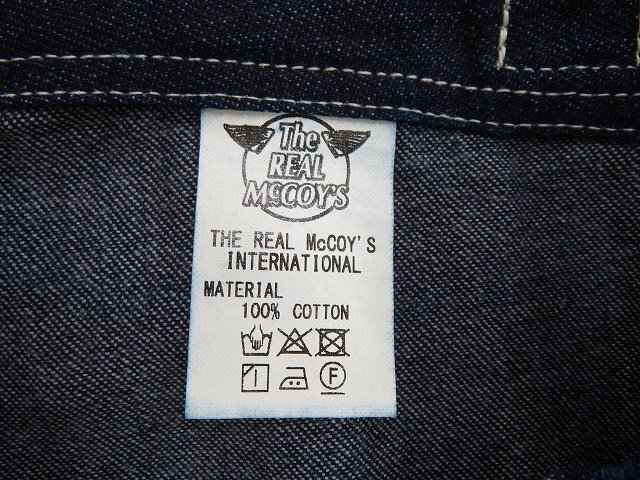 The
REAL
McCOY'S
THE REAL McCOY'S
INTERNATIONAL
MATERIAL
100% COTTON
F